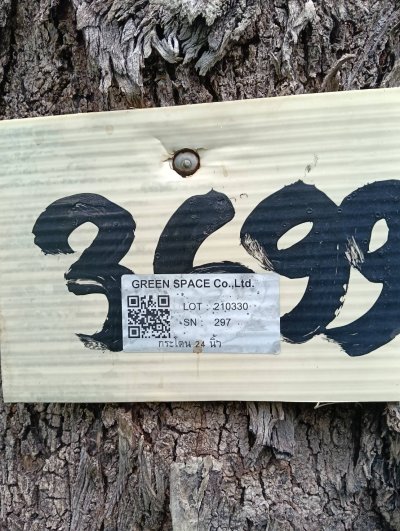 3699
GREEN SPACE Co.,Ltd.
LOT : 210330
SN : 297
กระโดน 24 นิ้ว